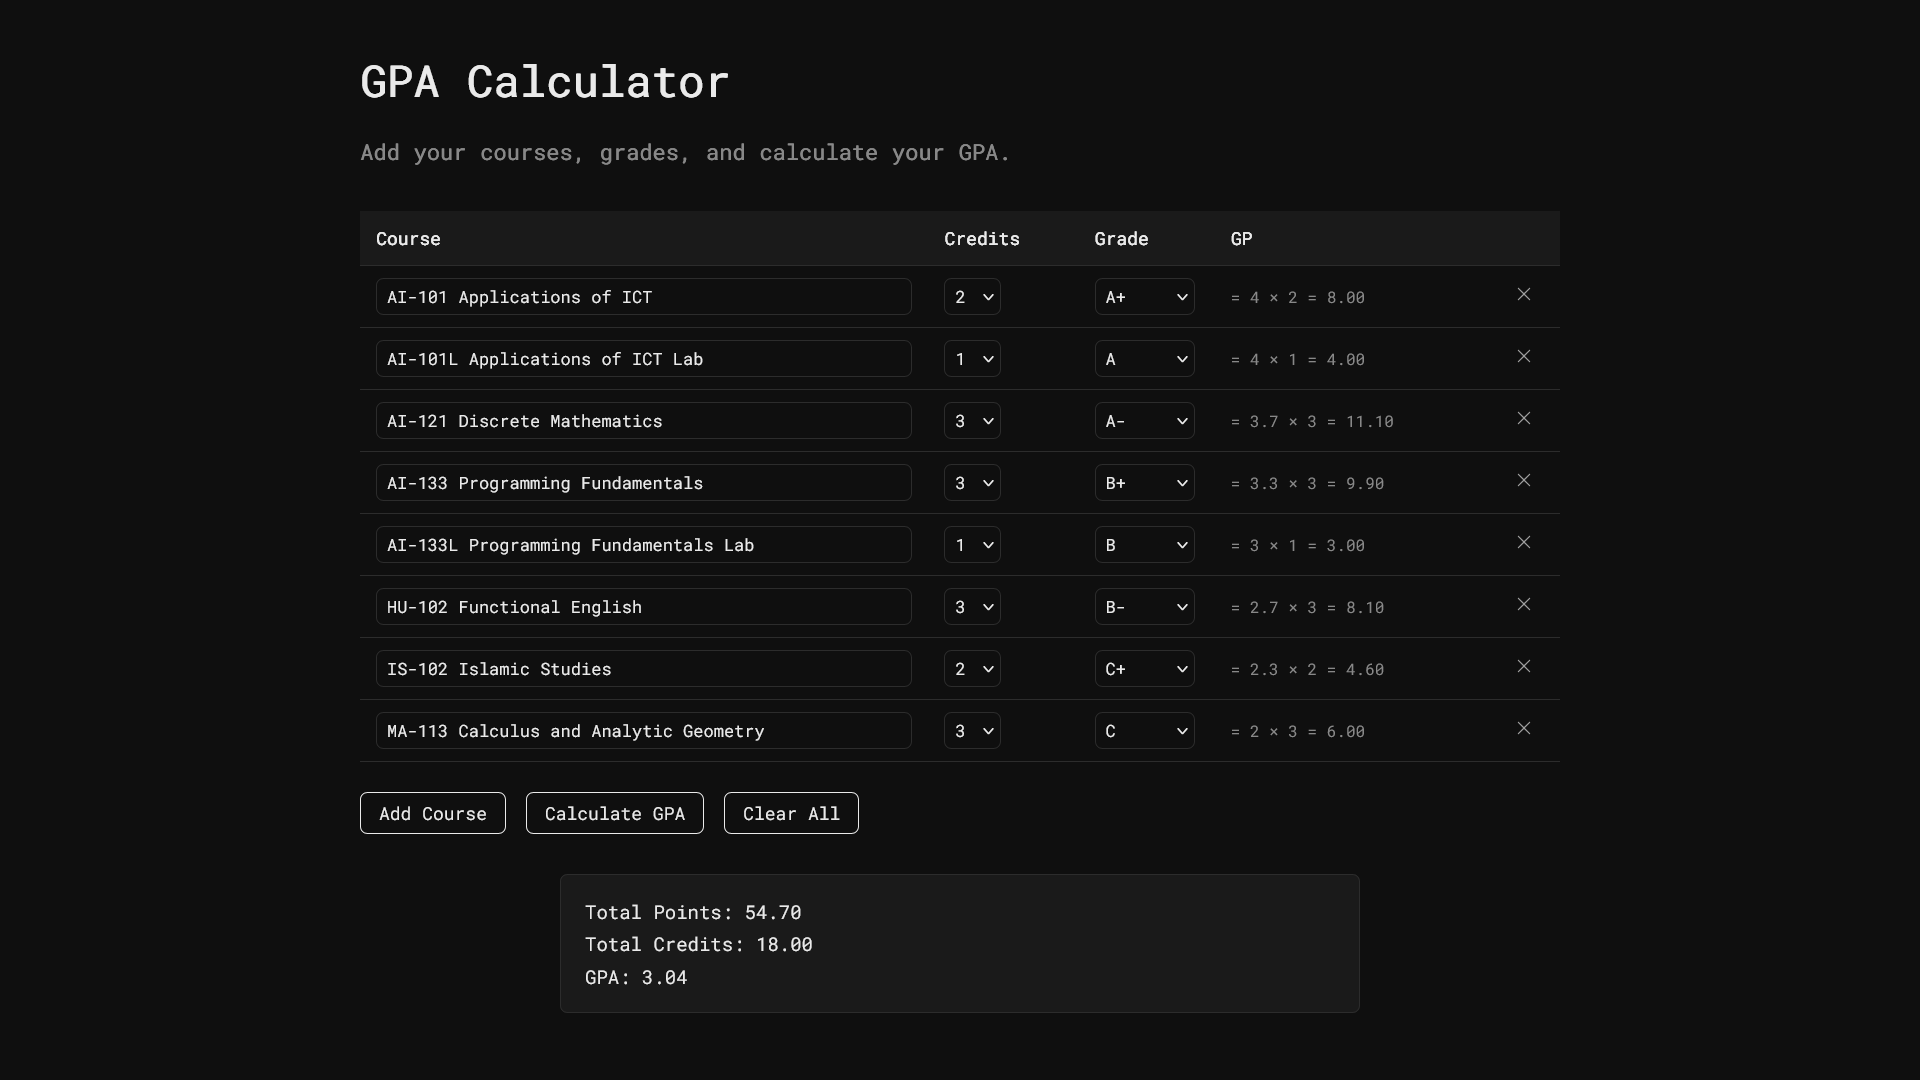 GPA Calculator
Add your courses, grades, and calculate your GPA.
Course Credits Grade GP
AI-101 Applications of ICT 2 A+ = 4 × 2 = 8.00
AI-101L Applications of ICT Lab 1 A = 4 × 1 = 4.00
AI-121 Discrete Mathematics 3 A- = 3.7 × 3 = 11.10
AI-133 Programming Fundamentals 3 B+ = 3.3 × 3 = 9.90
AI-133L Programming Fundamentals Lab 1 B = 3 × 1 = 3.00
HU-102 Functional English 3 B- = 2.7 × 3 = 8.10
IS-102 Islamic Studies 2 C+ = 2.3 × 2 = 4.60
MA-113 Calculus and Analytic Geometry 3 C = 2 × 3 = 6.00
Add Course Calculate GPA Clear All
Total Points: 54.70
Total Credits: 18.00
GPA: 3.04